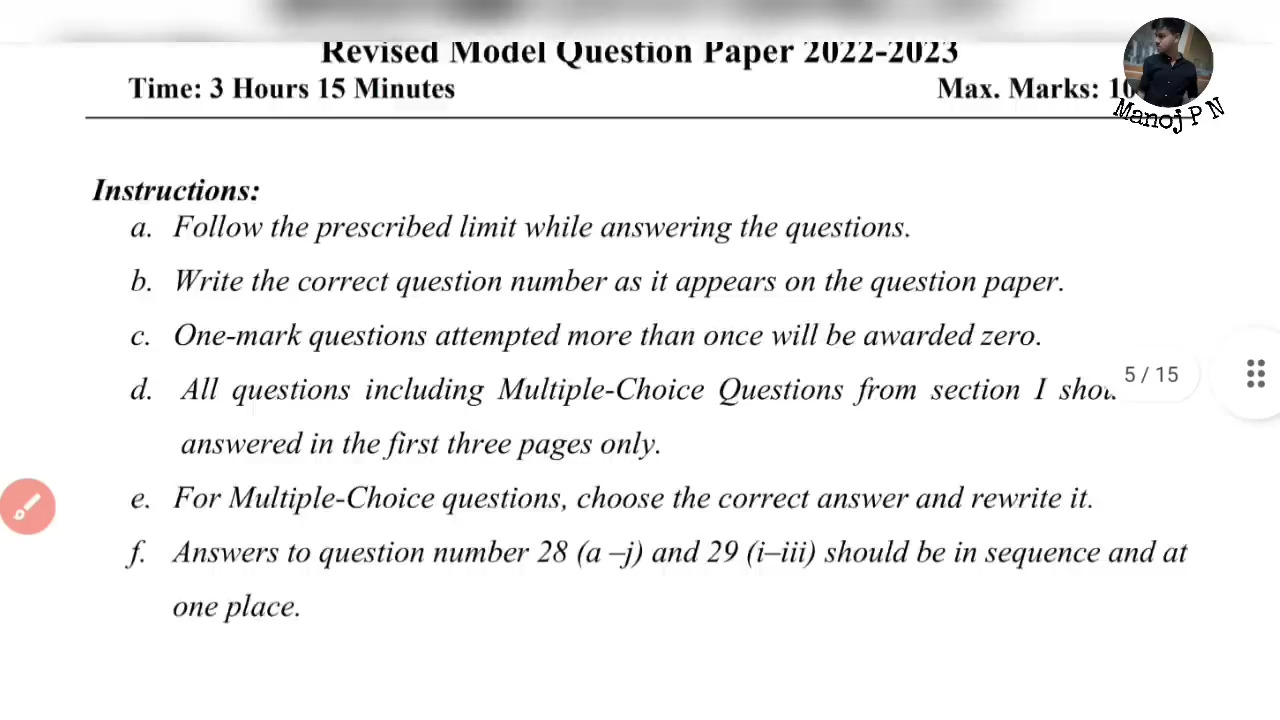 Revised Model Question Paper 2022-2023
Time: 3 Hours 15 Minutes
Max. Marks:
Manoj P N
Instructions:
a. Follow the prescribed limit while answering the questions.
b. Write the correct question number as it appears on the question paper.
c. One-mark questions attempted more than once will be awarded zero.
d. All questions including Multiple-Choice Questions from section I
5 / 15
answered in the first three pages only.
e. For Multiple-Choice questions, choose the correct answer and rewrite it.
f. Answers to question number 28 (a –j) and 29 (i–iii) should be in sequence and at
one place.